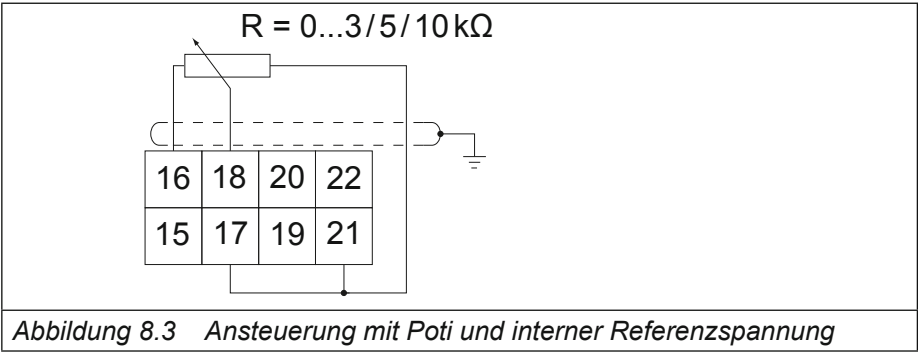 R = 0...3/5/10 kΩ
16 18 20 22
15 17 19 21
Abbildung 8.3 Ansteuerung mit Poti und interner Referenzspannung